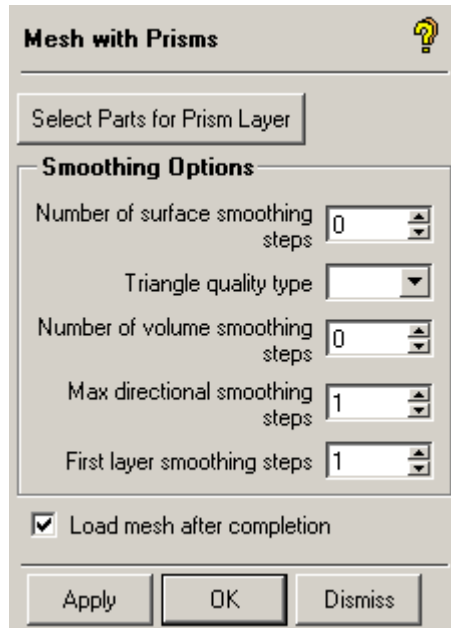 Mesh with Prisms
Select Parts for Prism Layer
Smoothing Options
Number of surface smoothing
steps 0
Triangle quality type
Number of volume smoothing
steps 0
Max directional smoothing
steps 1
First layer smoothing steps 1
Load mesh after completion
Apply OK Dismiss